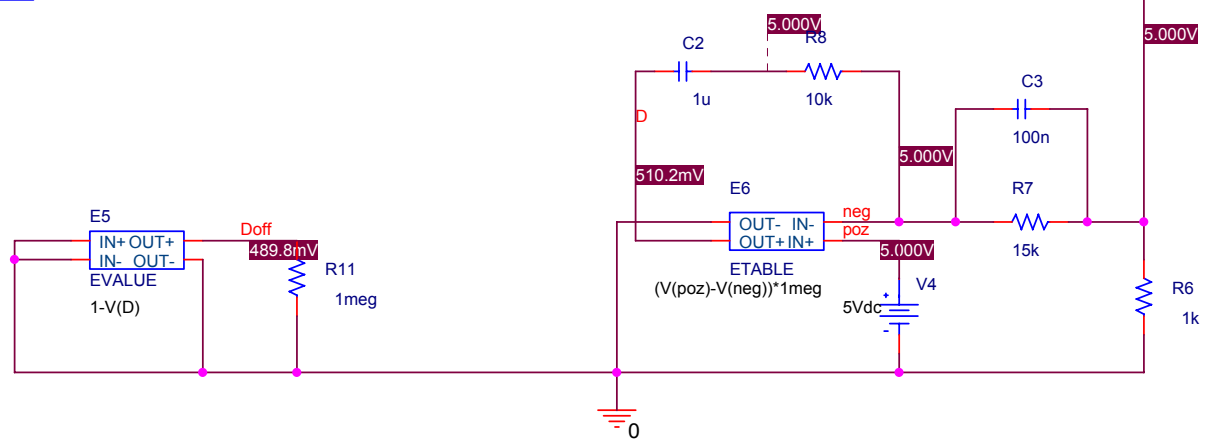 5.000V
R8
C2
1u
10k
5.000V
C3
100n
D
5.000V
510.2mV
E6
neg
poz
OUT- IN-
OUT+ IN+
ETABLE
(V(poz)-V(neg))*1meg
5.000V
R7
15k
E5
Doff
IN+ OUT+
IN- OUT-
EVALUE
1-V(D)
489.8mV
R11
1meg
V4
5Vdc
+
-
R6
1k
0